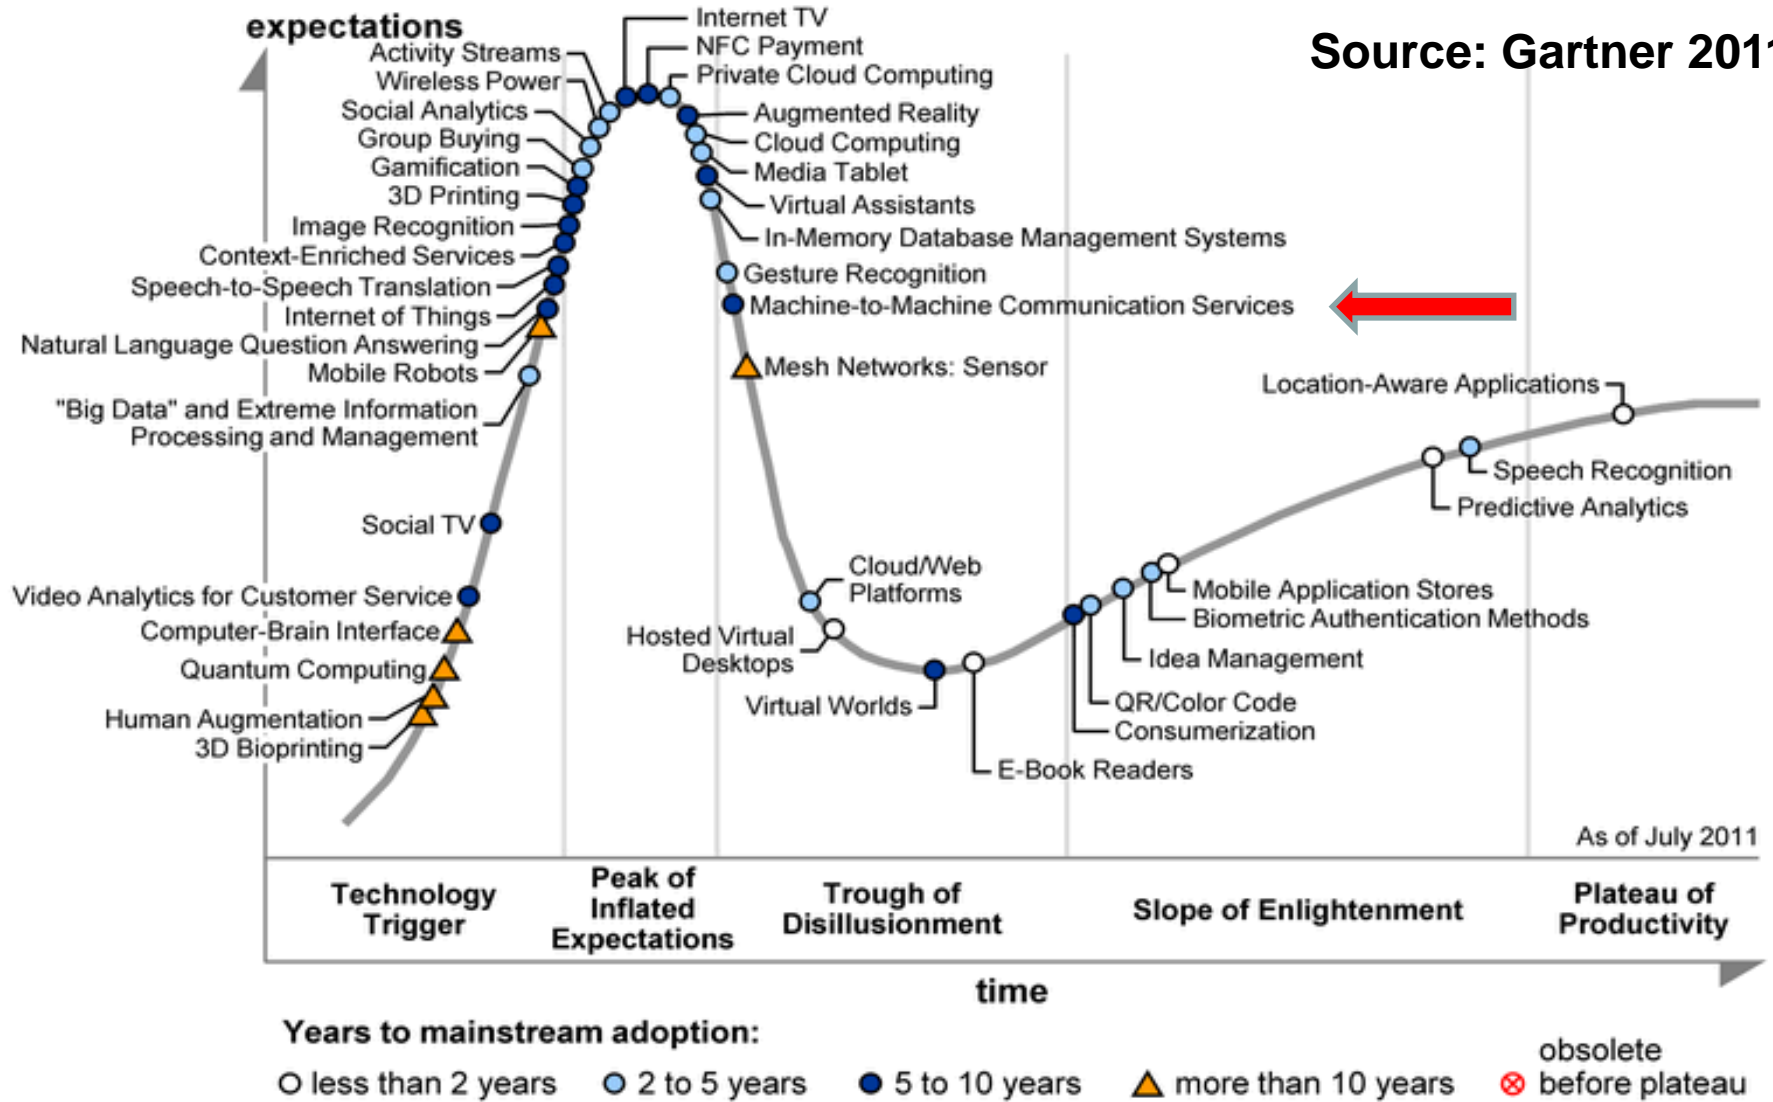 expectations
Source: Gartner 2011
Internet TV
NFC Payment
Private Cloud Computing
Activity Streams
Wireless Power
Social Analytics
Group Buying
Gamification
3D Printing
Image Recognition
Context-Enriched Services
Speech-to-Speech Translation
Internet of Things
Natural Language Question Answering
Mobile Robots
"Big Data" and Extreme Information
Processing and Management
Social TV
Video Analytics for Customer Service
Computer-Brain Interface
Quantum Computing
Human Augmentation
3D Bioprinting
Augmented Reality
Cloud Computing
Media Tablet
Virtual Assistants
In-Memory Database Management Systems
Gesture Recognition
Machine-to-Machine Communication Services
Mesh Networks: Sensor
Cloud/Web
Platforms
Hosted Virtual
Desktops
Virtual Worlds
E-Book Readers
Consumerization
QR/Color Code
Idea Management
Biometric Authentication Methods
Mobile Application Stores
Predictive Analytics
Speech Recognition
Location-Aware Applications
As of July 2011
Technology
Trigger
Peak of
Inflated
Expectations
Trough of
Disillusionment
Slope of Enlightenment
Plateau of
Productivity
time
Years to mainstream adoption:
less than 2 years
2 to 5 years
5 to 10 years
more than 10 years
obsolete
before plateau